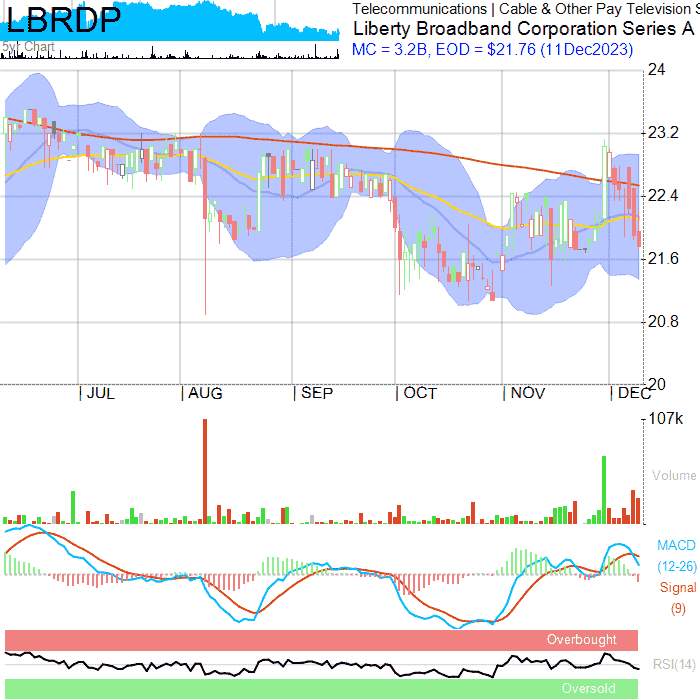 LBRDP
Telecommunications | Cable & Other Pay Television S
Liberty Broadband Corporation Series A
5yr Chart
MC = 3.2B, EOD = $21.76 (11Dec2023)
24
23.2
22.4
21.6
20.8
20
| JUL | AUG | SEP | OCT | NOV | DEC
107k
Volume
MACD
(12-26)
Signal
(9)
Overbought
RSI(14)
Oversold